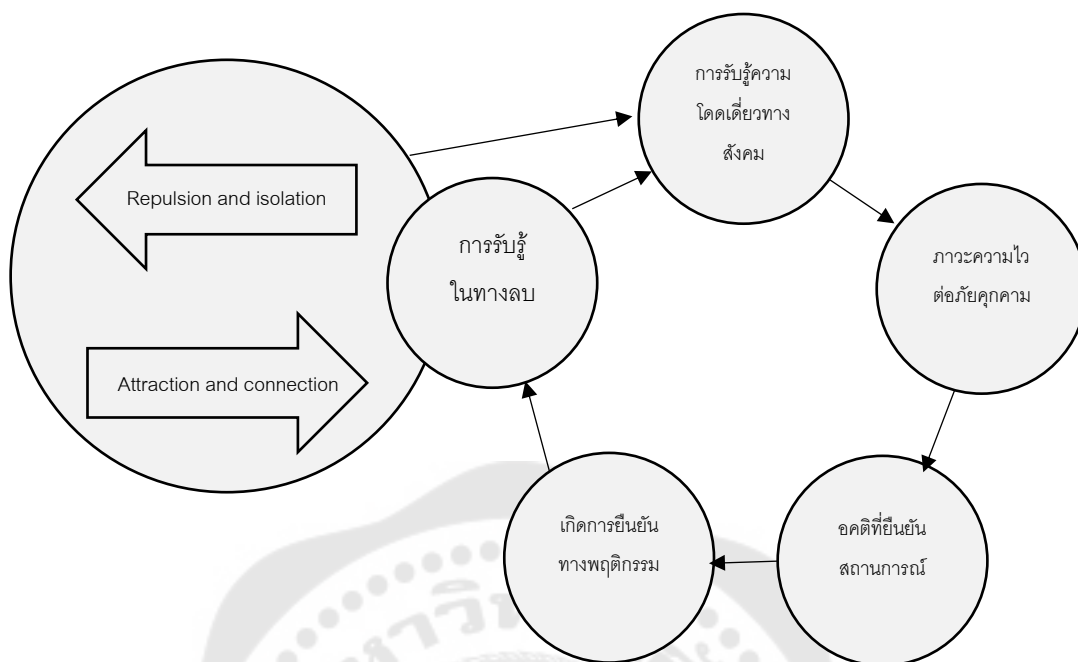 การรับรู้ความ
โดดเดี่ยวทาง
สังคม
Repulsion and isolation
การรับรู้
ในทางลบ
ภาวะความไว
ต่อภัยคุกคาม
Attraction and connection
เกิดการยืนยัน
ทางพฤติกรรม
อคติที่ยืนยัน
สถานการณ์